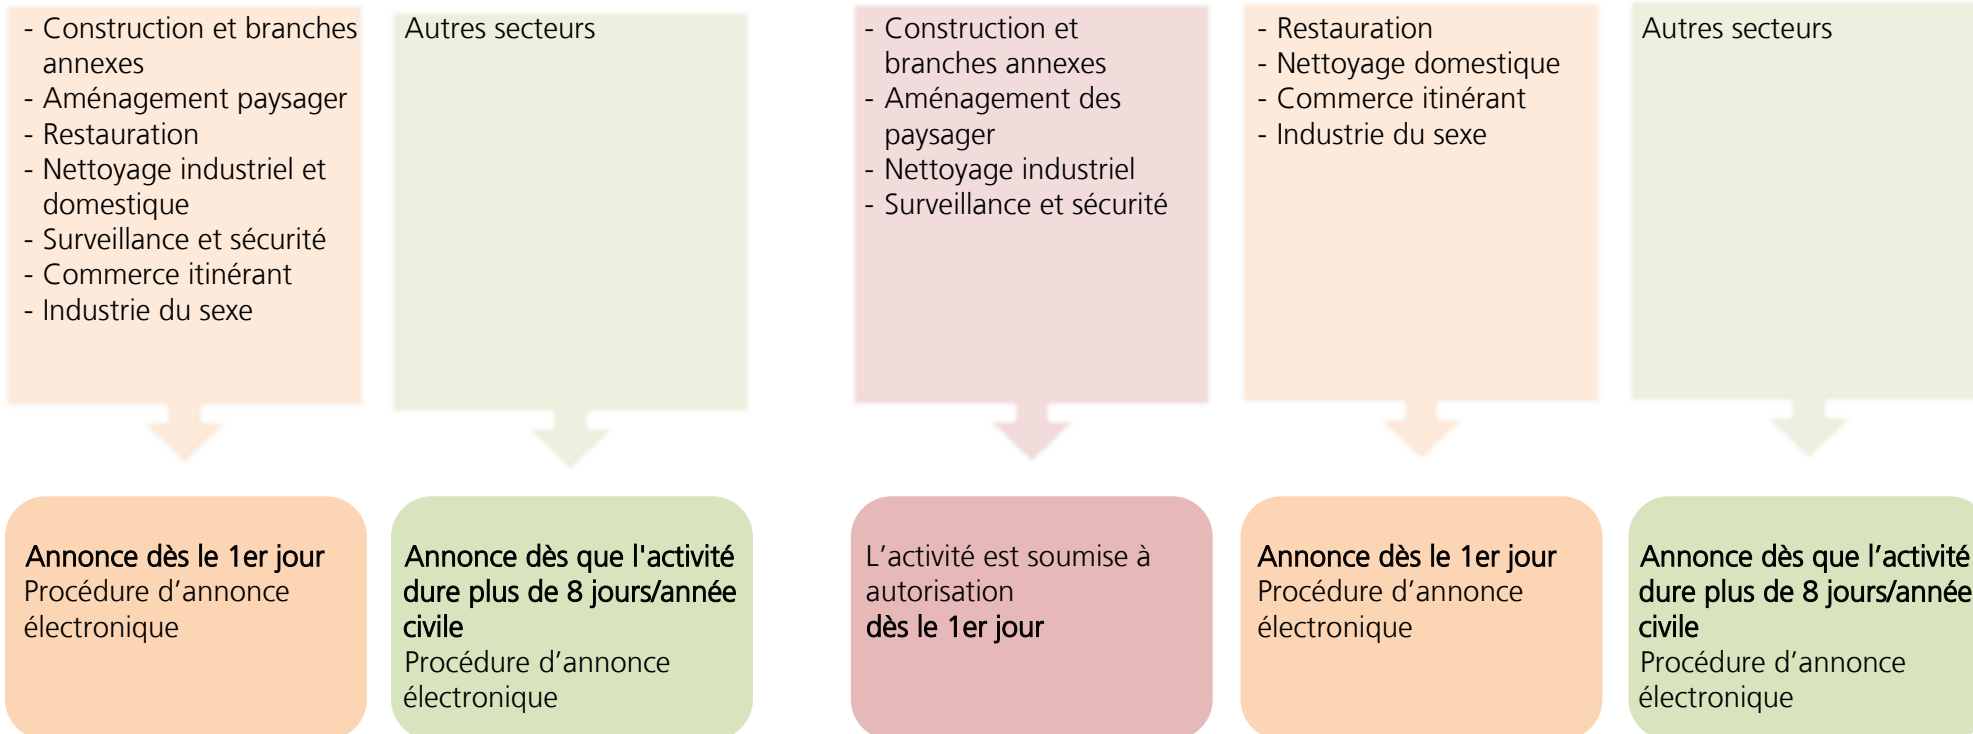 - Construction et branches
annexes
- Aménagement paysager
- Restauration
- Nettoyage industriel et
domestique
- Surveillance et sécurité
- Commerce itinérant
- Industrie du sexe
Autres secteurs
- Construction et
branches annexes
- Aménagement des
paysager
- Nettoyage industriel
- Surveillance et sécurité
- Restauration
- Nettoyage domestique
- Commerce itinérant
- Industrie du sexe
Autres secteurs
Annonce dès le 1er jour
Procédure d’annonce
électronique
Annonce dès que l'activité
dure plus de 8 jours/année
civile
Procédure d’annonce
électronique
L’activité est soumise à
autorisation
dès le 1er jour
Annonce dès le 1er jour
Procédure d’annonce
électronique
Annonce dès que l’activité
dure plus de 8 jours/année
civile
Procédure d’annonce
électronique